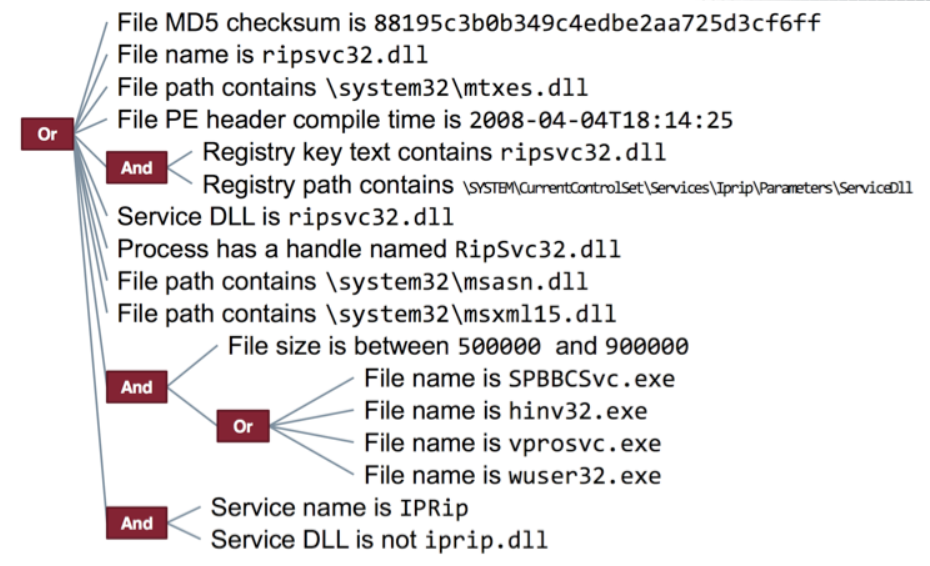 File MD5 checksum is 88195c3b0b349c4edbe2aa725d3cf6ff
File name is ripsvc32.dll
File path contains \system32\mtxes.dll
Or
File PE header compile time is 2008-04-04T18:14:25
Registry key text contains ripsvc32.dll
And
Registry path contains \SYSTEM\CurrentControlSet\Services\Iprip\Parameters\ServiceDll
Service DLL is ripsvc32.dll
Process has a handle named RipSvc32.dll
File path contains \system32\msasn.dll
File path contains \system32\msxml15.dll
File size is between 500000 and 900000
And
File name is SPBBCSvc.exe
File name is hinv32.exe
Or
File name is vprosvc.exe
File name is wuser32.exe
Service name is IPRip
And
Service DLL is not iprip.dll